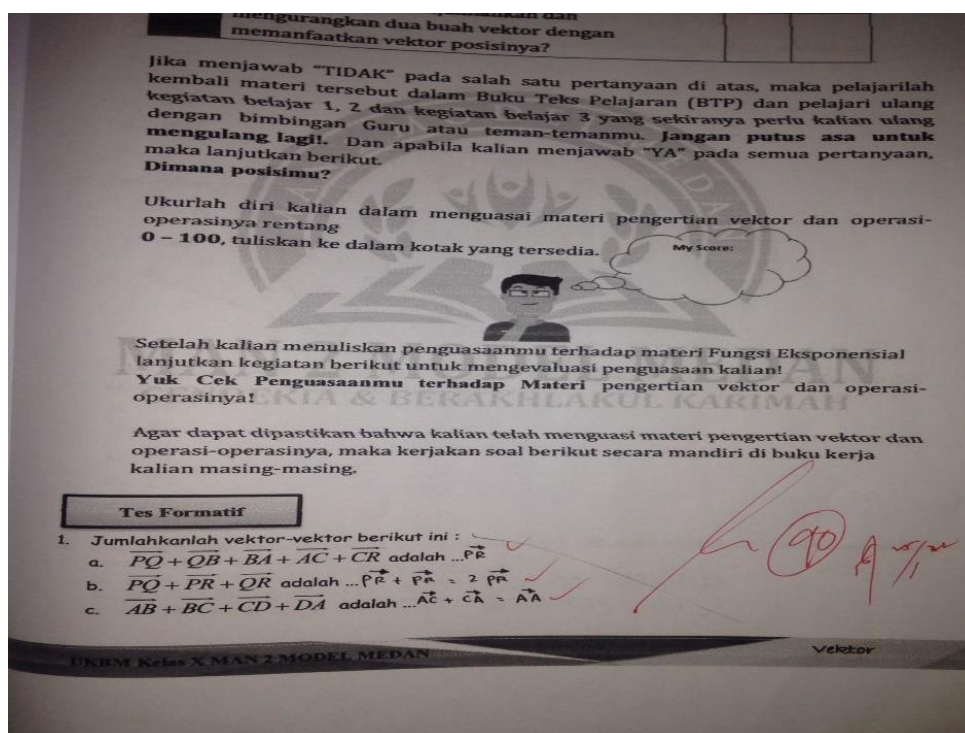 mengurangkan dua buah vektor dengan
memanfaatkan vektor posisinya?
Jika menjawab "TIDAK" pada salah satu pertanyaan di atas, maka pelajarilah
kembali materi tersebut dalam Buku Teks Pelajaran (BTP) dan pelajari ulang
kegiatan belajar 1, 2 dan kegiatan belajar 3 yang sekiranya perlu kalian ulang
dengan bimbingan Guru atau teman-temanmu. Jangan putus asa untuk
mengulang lagi!. Dan apabila kalian menjawab "YA" pada semua pertanyaan,
maka lanjutkan berikut.
Dimana posisimu?
Ukurlah diri kalian dalam menguasai materi pengertian vektor dan operasi-
operasinya rentang
0 – 100, tuliskan ke dalam kotak yang tersedia.
My Score:
Setelah kalian menuliskan penguasaanmu terhadap materi Fungsi Eksponensial
lanjutkan kegiatan berikut untuk mengevaluasi penguasaan kalian!
Yuk Cek Penguasaanmu terhadap Materi pengertian vektor dan operasi-
operasinya!
Agar dapat dipastikan bahwa kalian telah menguasi materi pengertian vektor dan
operasi-operasinya, maka kerjakan soal berikut secara mandiri di buku kerja
kalian masing-masing.
Tes Formatif
1. Jumlahkanlah vektor-vektor berikut ini :
a. PQ + QB + BA + AC + CR adalah ...PR
b. PQ + PR + QR adalah ...PR + PR = 2 PR
c. AB + BC + CD + DA adalah ...AC + CA = AA
90
UKBM Kelas X MAN 2 MODEL MEDAN
Vektor